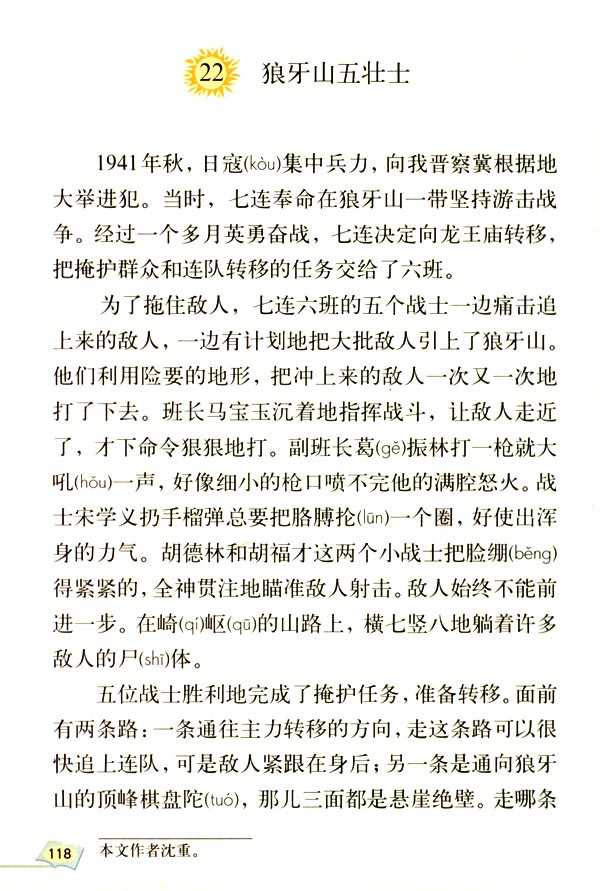 22 狼牙山五壮士
1941年秋，日寇(kòu)集中兵力，向我晋察冀根据地
大举进犯。当时，七连奉命在狼牙山一带坚持游击战
争。经过一个多月英勇奋战，七连决定向龙王庙转移，
把掩护群众和连队转移的任务交给了六班。
为了拖住敌人，七连六班的五个战士一边痛击追
上来的敌人，一边有计划地把大批敌人引上了狼牙山。
他们利用险要的地形，把冲上来的敌人一次又一次地
打了下去。班长马宝玉沉着地指挥战斗，让敌人走近
了，才下命令狠狠地打。副班长葛(gě)振林打一枪就大
吼(hǒu)一声，好像细小的枪口喷不完他的满腔怒火。战
士宋学义扔手榴弹总要把胳膊抡(lūn)一个圈，好使出浑
身的力气。胡德林和胡福才这两个小战士把脸绷(běng)
得紧紧的，全神贯注地瞄准敌人射击。敌人始终不能前
进一步。在崎(qí)岖(qū)的山路上，横七竖八地躺着许多
敌人的尸(shī)体。
五位战士胜利地完成了掩护任务，准备转移。面前
有两条路：一条通往主力转移的方向，走这条路可以很
快追上连队，可是敌人紧跟在身后；另一条是通向狼牙
山的顶峰棋盘陀(tuó)，那儿三面都是悬崖绝壁。走哪条
本文作者沈重。
118